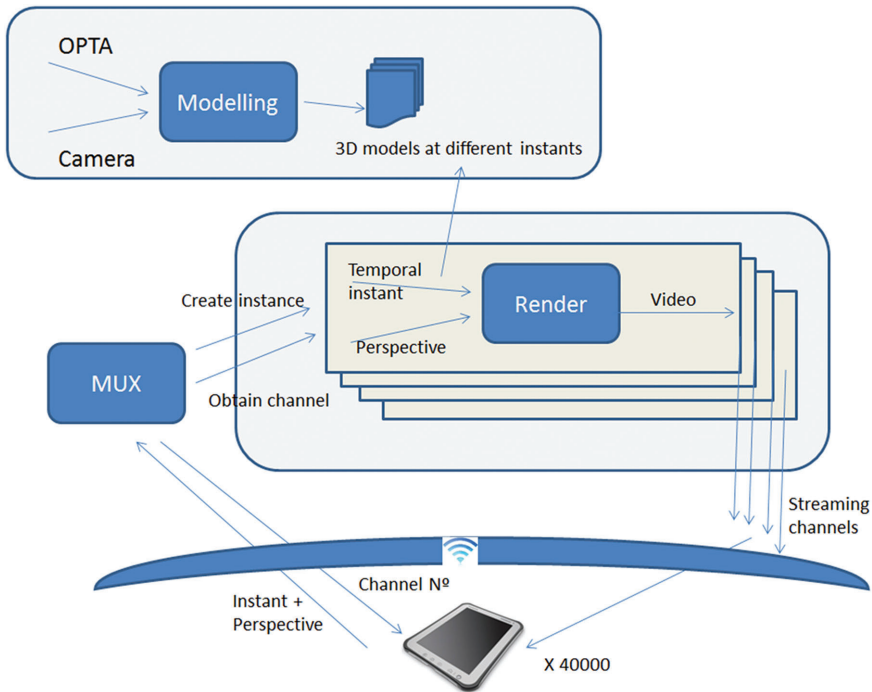 OPTA
Modelling
Camera
3D models at different instants
Temporal
instant
Render
Video
Create instance
Perspective
MUX
Obtain channel
Streaming
channels
Channel Nº
Instant +
Perspective
X 40000